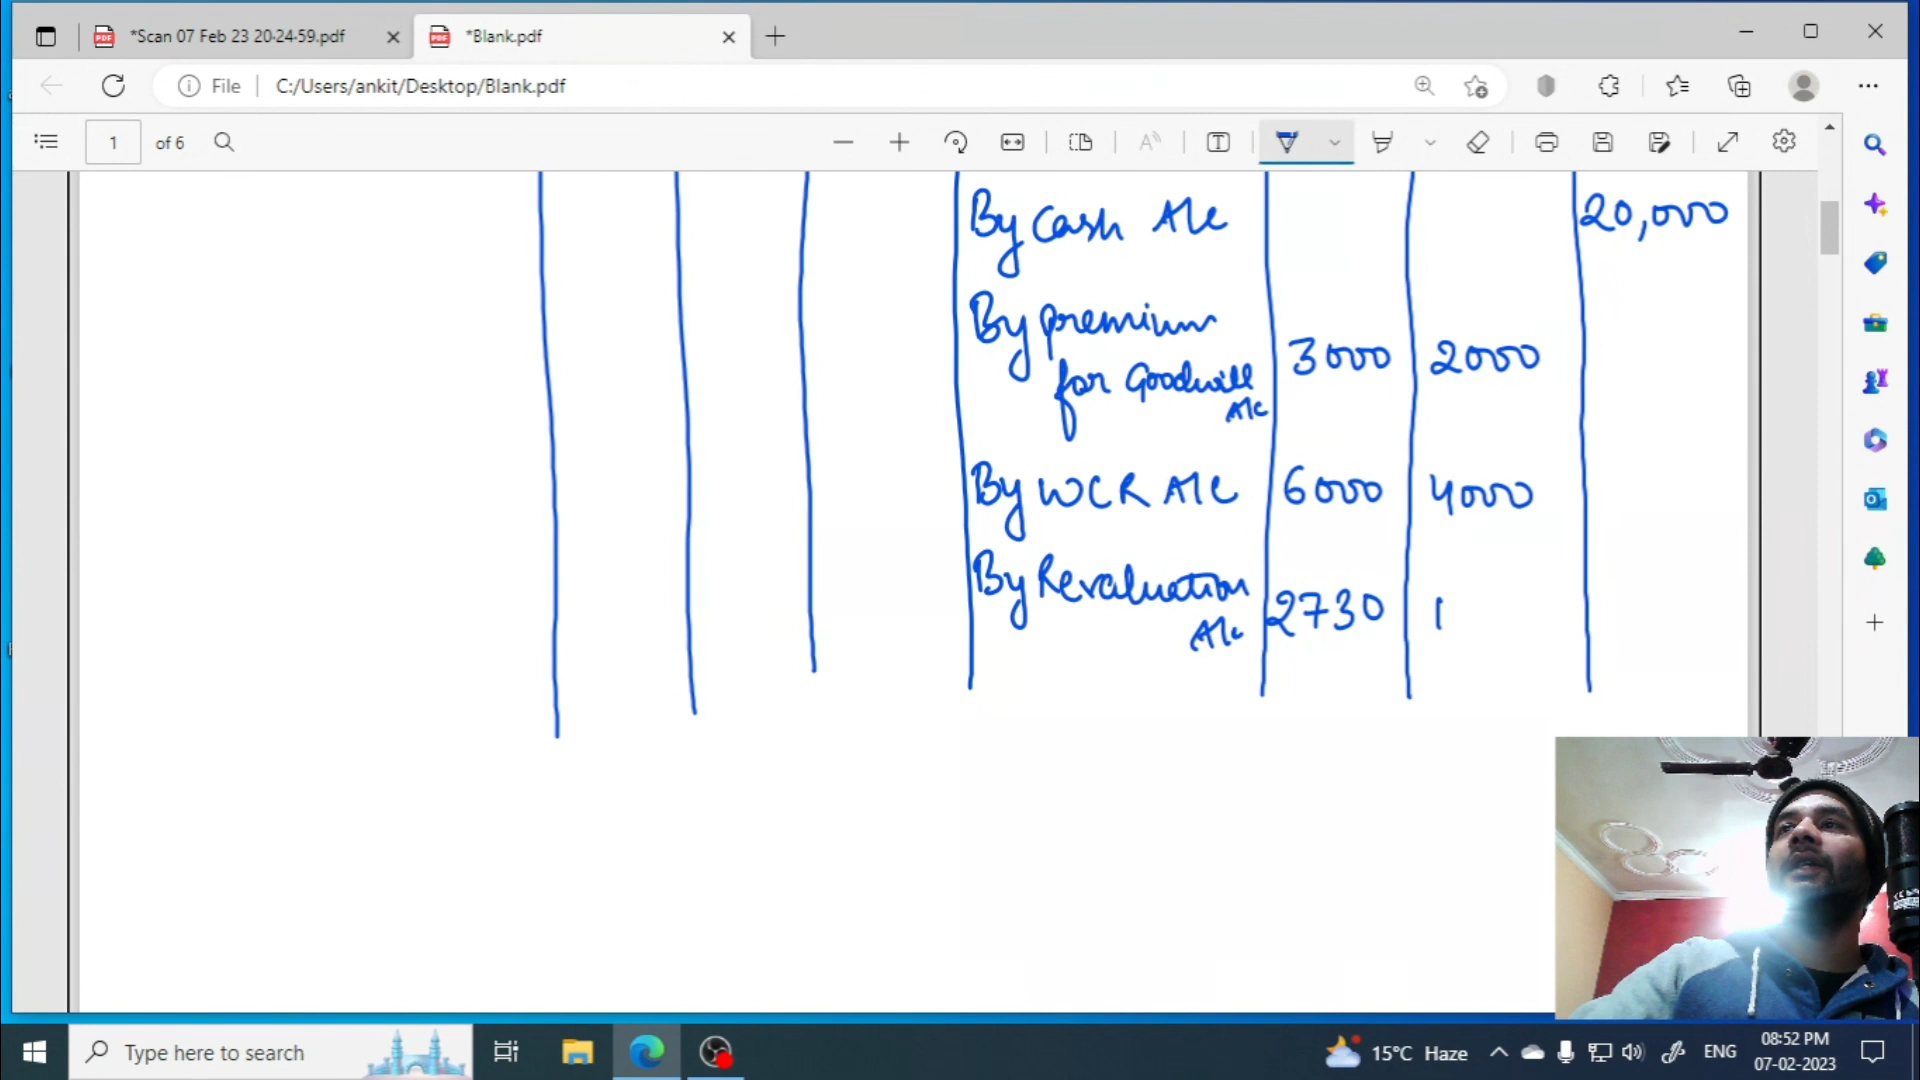 *Scan 07 Feb 23 20-24-59.pdf
*Blank.pdf
File
C:/Users/ankit/Desktop/Blank.pdf
1 of 6
By Cash A/c 20,000
By premium
for Goodwill 3000 2000
A/c
By WCR A/c 6000 4000
By Revaluation
A/c 2730 1
Type here to search
15°C Haze
ENG
08:52 PM
07-02-2023